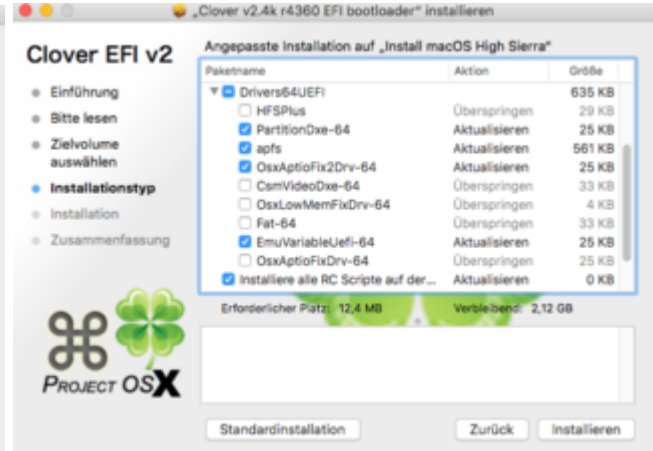 „Clover v2.4k r4360 EFI bootloader“ installieren
Clover EFI v2
Angepasste Installation auf „Install macOS High Sierra“
Einführung
Bitte lesen
Zielvolume
auswählen
Installationstyp
Installation
Zusammenfassung
Paketname Aktion Größe
Drivers64UEFI 635 KB
HFSPlus Überspringen 29 KB
PartitionDxe-64 Aktualisieren 25 KB
apfs Aktualisieren 561 KB
OsxAptioFix2Drv-64 Aktualisieren 25 KB
CsmVideoDxe-64 Überspringen 33 KB
OsxLowMemFixDrv-64 Überspringen 4 KB
Fat-64 Überspringen 33 KB
EmuVariableUefi-64 Aktualisieren 25 KB
OsxAptioFixDrv-64 Überspringen 25 KB
Installiere alle RC Scripte auf der... Aktualisieren 0 KB
Erforderlicher Platz: 12,4 MB Verbleibend: 2,12 GB
PROJECT OSX
Standardinstallation Zurück Installieren